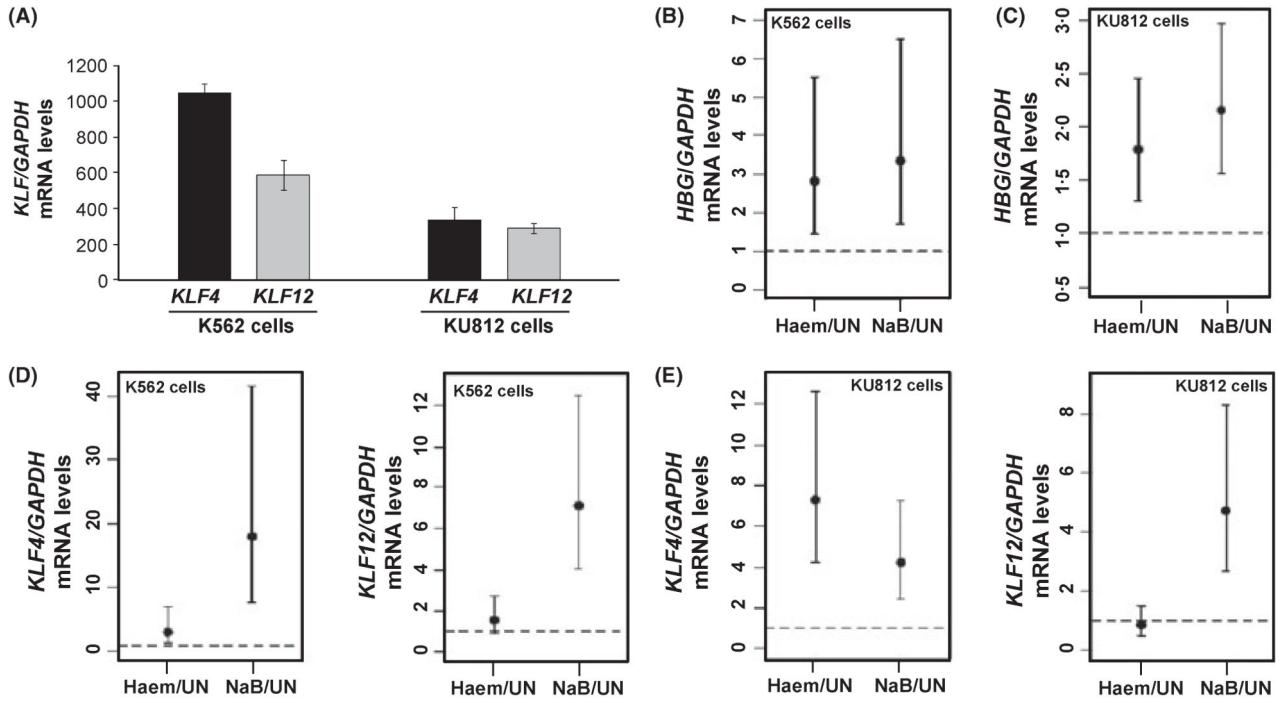 (A)
KLF/GAPDH
mRNA levels
1200
1000
800
600
400
200
0
KLF4 KLF12 KLF4 KLF12
K562 cells KU812 cells
(B)
K562 cells
HBG/GAPDH
mRNA levels
7
6
5
4
3
2
1
0
Haem/UN NaB/UN
(C)
KU812 cells
HBG/GAPDH
mRNA levels
3·0
2·5
2·0
1·5
1·0
0·5
Haem/UN NaB/UN
(D)
K562 cells
KLF4/GAPDH
mRNA levels
40
30
20
10
0
Haem/UN NaB/UN
K562 cells
KLF12/GAPDH
mRNA levels
12
10
8
6
4
2
0
Haem/UN NaB/UN
(E)
KU812 cells
KLF4/GAPDH
mRNA levels
12
10
8
6
4
2
0
Haem/UN NaB/UN
KU812 cells
KLF12/GAPDH
mRNA levels
8
6
4
2
0
Haem/UN NaB/UN